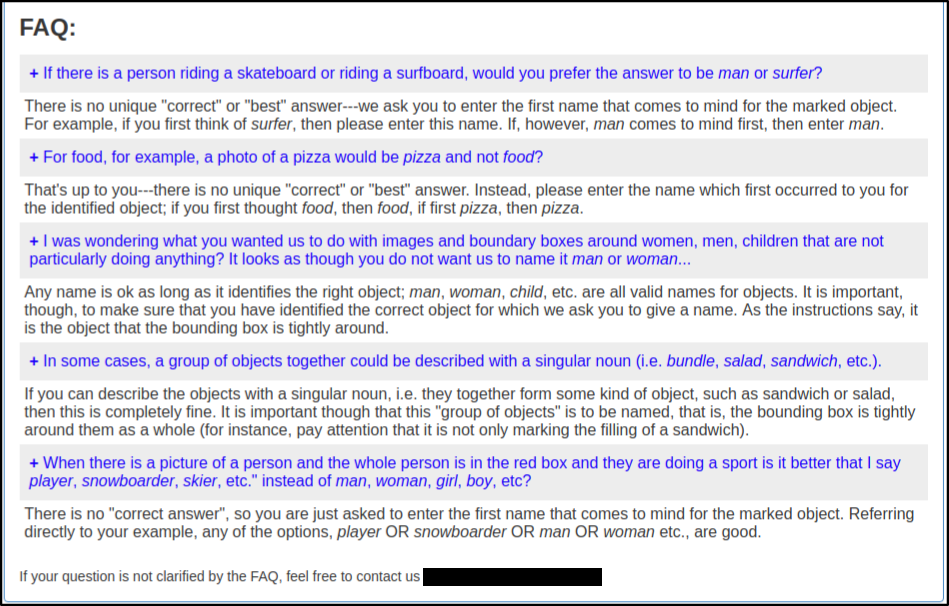 FAQ:
+ If there is a person riding a skateboard or riding a surfboard, would you prefer the answer to be man or surfer?
There is no unique "correct" or "best" answer---we ask you to enter the first name that comes to mind for the marked object.
For example, if you first think of surfer, then please enter this name. If, however, man comes to mind first, then enter man.
+ For food, for example, a photo of a pizza would be pizza and not food?
That's up to you---there is no unique "correct" or "best" answer. Instead, please enter the name which first occurred to you for
the identified object; if you first thought food, then food, if first pizza, then pizza.
+ I was wondering what you wanted us to do with images and boundary boxes around women, men, children that are not
particularly doing anything? It looks as though you do not want us to name it man or woman...
Any name is ok as long as it identifies the right object; man, woman, child, etc. are all valid names for objects. It is important,
though, to make sure that you have identified the correct object for which we ask you to give a name. As the instructions say, it
is the object that the bounding box is tightly around.
+ In some cases, a group of objects together could be described with a singular noun (i.e. bundle, salad, sandwich, etc.).
If you can describe the objects with a singular noun, i.e. they together form some kind of object, such as sandwich or salad,
then this is completely fine. It is important though that this "group of objects" is to be named, that is, the bounding box is tightly
around them as a whole (for instance, pay attention that it is not only marking the filling of a sandwich).
+ When there is a picture of a person and the whole person is in the red box and they are doing a sport is it better that I say
player, snowboarder, skier, etc." instead of man, woman, girl, boy, etc?
There is no "correct answer", so you are just asked to enter the first name that comes to mind for the marked object. Referring
directly to your example, any of the options, player OR snowboarder OR man OR woman etc., are good.
If your question is not clarified by the FAQ, feel free to contact us